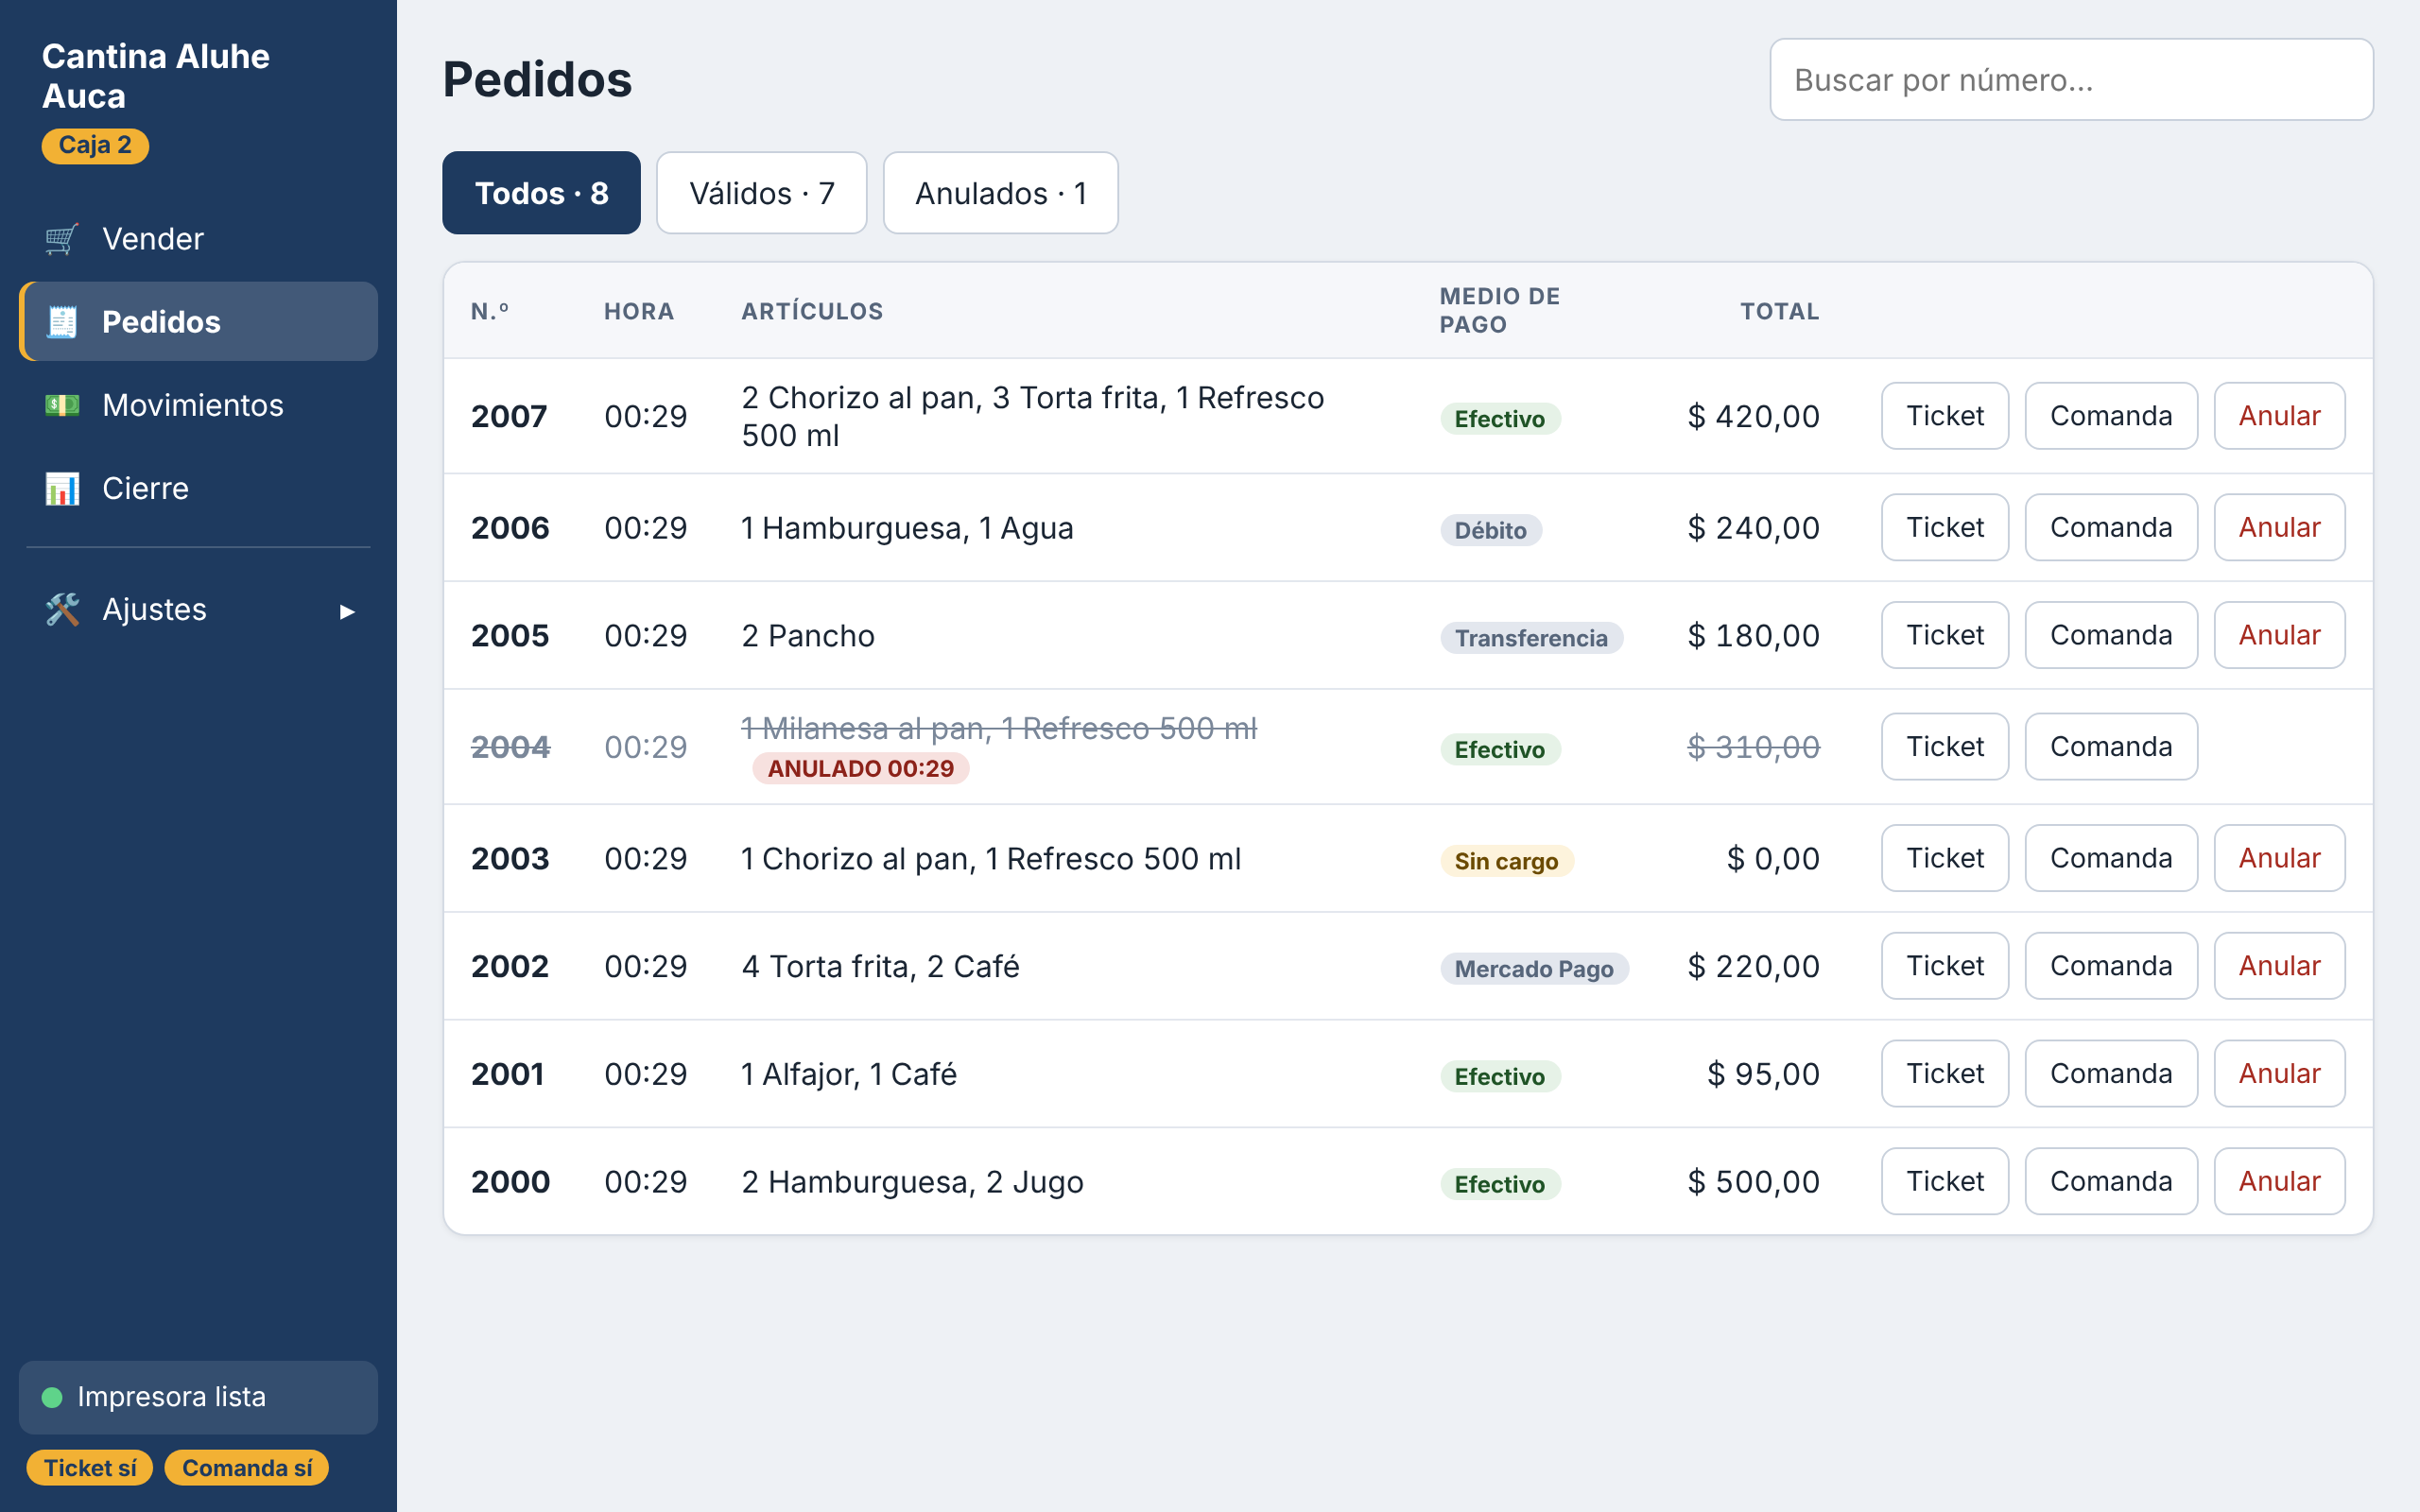 Cantina Aluhe
Auca
Caja 2
Vender
Pedidos
Movimientos
Cierre
Ajustes
Impresora lista
Ticket sí Comanda sí
Pedidos
Buscar por número...
Todos · 8 Válidos · 7 Anulados · 1
N.º HORA ARTÍCULOS MEDIO DE PAGO TOTAL
2007 00:29 2 Chorizo al pan, 3 Torta frita, 1 Refresco
500 ml Efectivo $ 420,00 Ticket Comanda Anular
2006 00:29 1 Hamburguesa, 1 Agua Débito $ 240,00 Ticket Comanda Anular
2005 00:29 2 Pancho Transferencia $ 180,00 Ticket Comanda Anular
2004 00:29 1 Milanesa al pan, 1 Refresco 500 ml
ANULADO 00:29 Efectivo $ 310,00 Ticket Comanda
2003 00:29 1 Chorizo al pan, 1 Refresco 500 ml Sin cargo $ 0,00 Ticket Comanda Anular
2002 00:29 4 Torta frita, 2 Café Mercado Pago $ 220,00 Ticket Comanda Anular
2001 00:29 1 Alfajor, 1 Café Efectivo $ 95,00 Ticket Comanda Anular
2000 00:29 2 Hamburguesa, 2 Jugo Efectivo $ 500,00 Ticket Comanda Anular